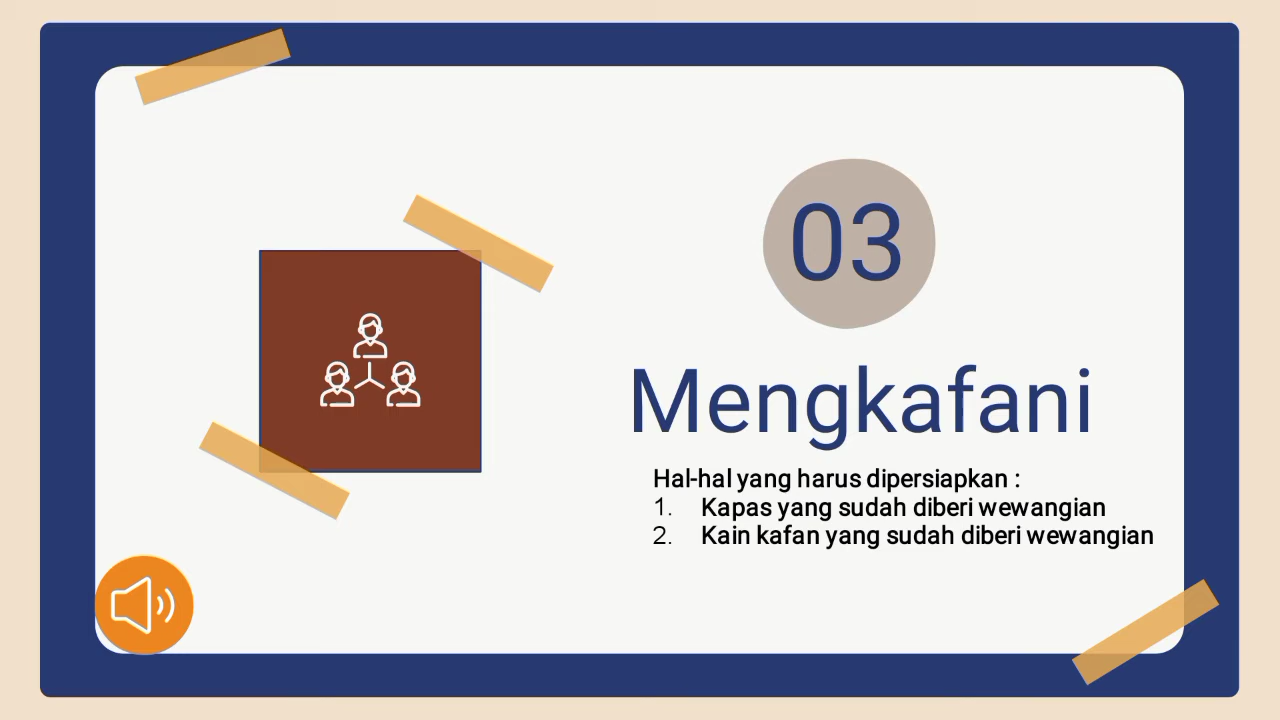 03
Mengkafani
Hal-hal yang harus dipersiapkan :
1. Kapas yang sudah diberi wewangian
2. Kain kafan yang sudah diberi wewangian